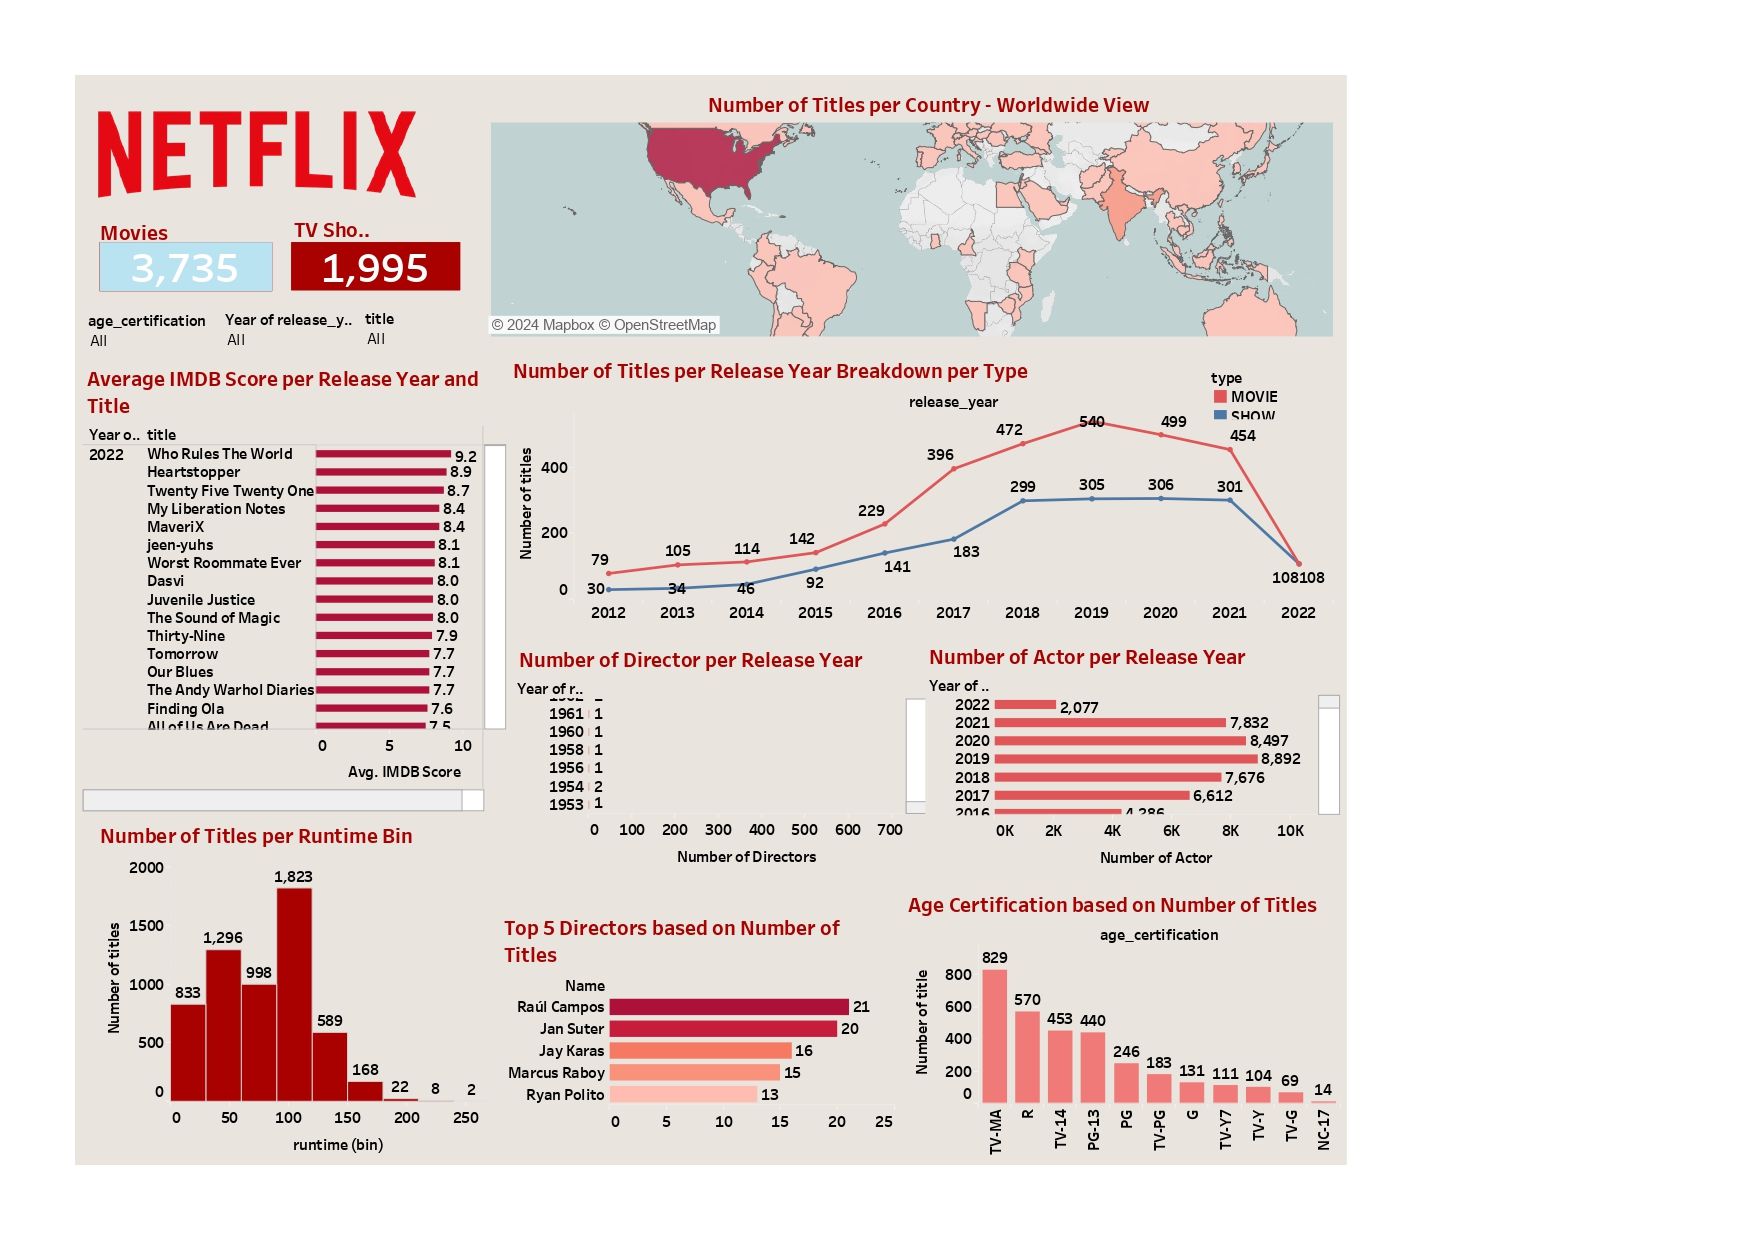 NETFLIX
Movies
3,735
TV Sho..
1,995
age_certification
All
Year of release_y..
All
title
All
Number of Titles per Country - Worldwide View
© 2024 Mapbox © OpenStreetMap
Average IMDB Score per Release Year and
Title
Year o.. title
2022 Who Rules The World 9.2
Heartstopper 8.9
Twenty Five Twenty One 8.7
My Liberation Notes 8.4
MaveriX 8.4
jeen-yuhs 8.1
Worst Roommate Ever 8.1
Dasvi 8.0
Juvenile Justice 8.0
The Sound of Magic 8.0
Thirty-Nine 7.9
Tomorrow 7.7
Our Blues 7.7
The Andy Warhol Diaries 7.7
Finding Ola 7.6
All of Us Are Dead 7.5
0 5 10
Avg. IMDB Score
Number of Titles per Release Year Breakdown per Type
release_year
type
MOVIE
SHOW
Number of titles
400
200
0
79 105 114 142 229 396 472 540 499 454 108
30 34 46 92 141 183 299 305 306 301 108
2012 2013 2014 2015 2016 2017 2018 2019 2020 2021 2022
Number of Director per Release Year
Year of r..
1961 1
1960 1
1958 1
1956 1
1954 2
1953 1
0 100 200 300 400 500 600 700
Number of Directors
Number of Actor per Release Year
Year of ..
2022 2,077
2021 7,832
2020 8,497
2019 8,892
2018 7,676
2017 6,612
2016 4,286
0K 2K 4K 6K 8K 10K
Number of Actor
Number of Titles per Runtime Bin
Number of titles
2000
1500
1000
500
0
833 1,296 998 1,823 589 168 22 8 2
0 50 100 150 200 250
runtime (bin)
Top 5 Directors based on Number of
Titles
Name
Raúl Campos 21
Jan Suter 20
Jay Karas 16
Marcus Raboy 15
Ryan Polito 13
0 5 10 15 20 25
Age Certification based on Number of Titles
age_certification
Number of title
800
600
400
200
0
829 570 453 440 246 183 131 111 104 69 14
TV-MA R TV-14 PG-13 PG TV-PG G TV-Y7 TV-Y TV-G NC-17